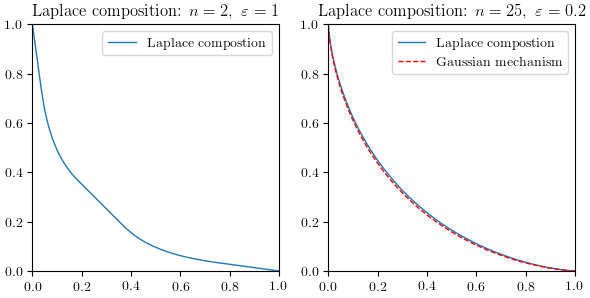 Laplace composition: n = 2, ε = 1
Laplace compostion
1.0
0.8
0.6
0.4
0.2
0.0
0.0 0.2 0.4 0.6 0.8 1.0
Laplace composition: n = 25, ε = 0.2
Laplace compostion
Gaussian mechanism
1.0
0.8
0.6
0.4
0.2
0.0
0.0 0.2 0.4 0.6 0.8 1.0